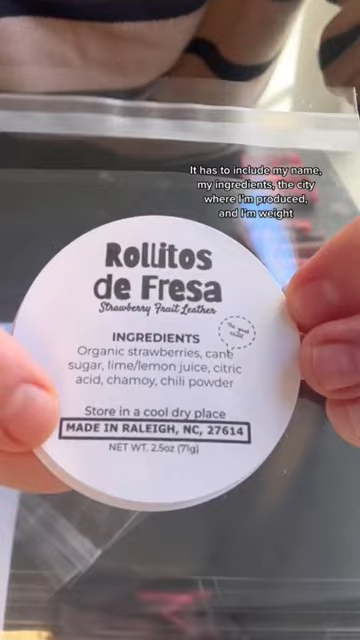 It has to include my name,
my ingredients, the city
where I'm produced,
and I'm weight
Rollitos
de Fresa
Strawberry Fruit Leather
INGREDIENTS
Organic strawberries, cane
sugar, lime/lemon juice, citric
acid, chamoy, chili powder
Store in a cool dry place
MADE IN RALEIGH, NC, 27614
NET WT. 2.5oz (71g)